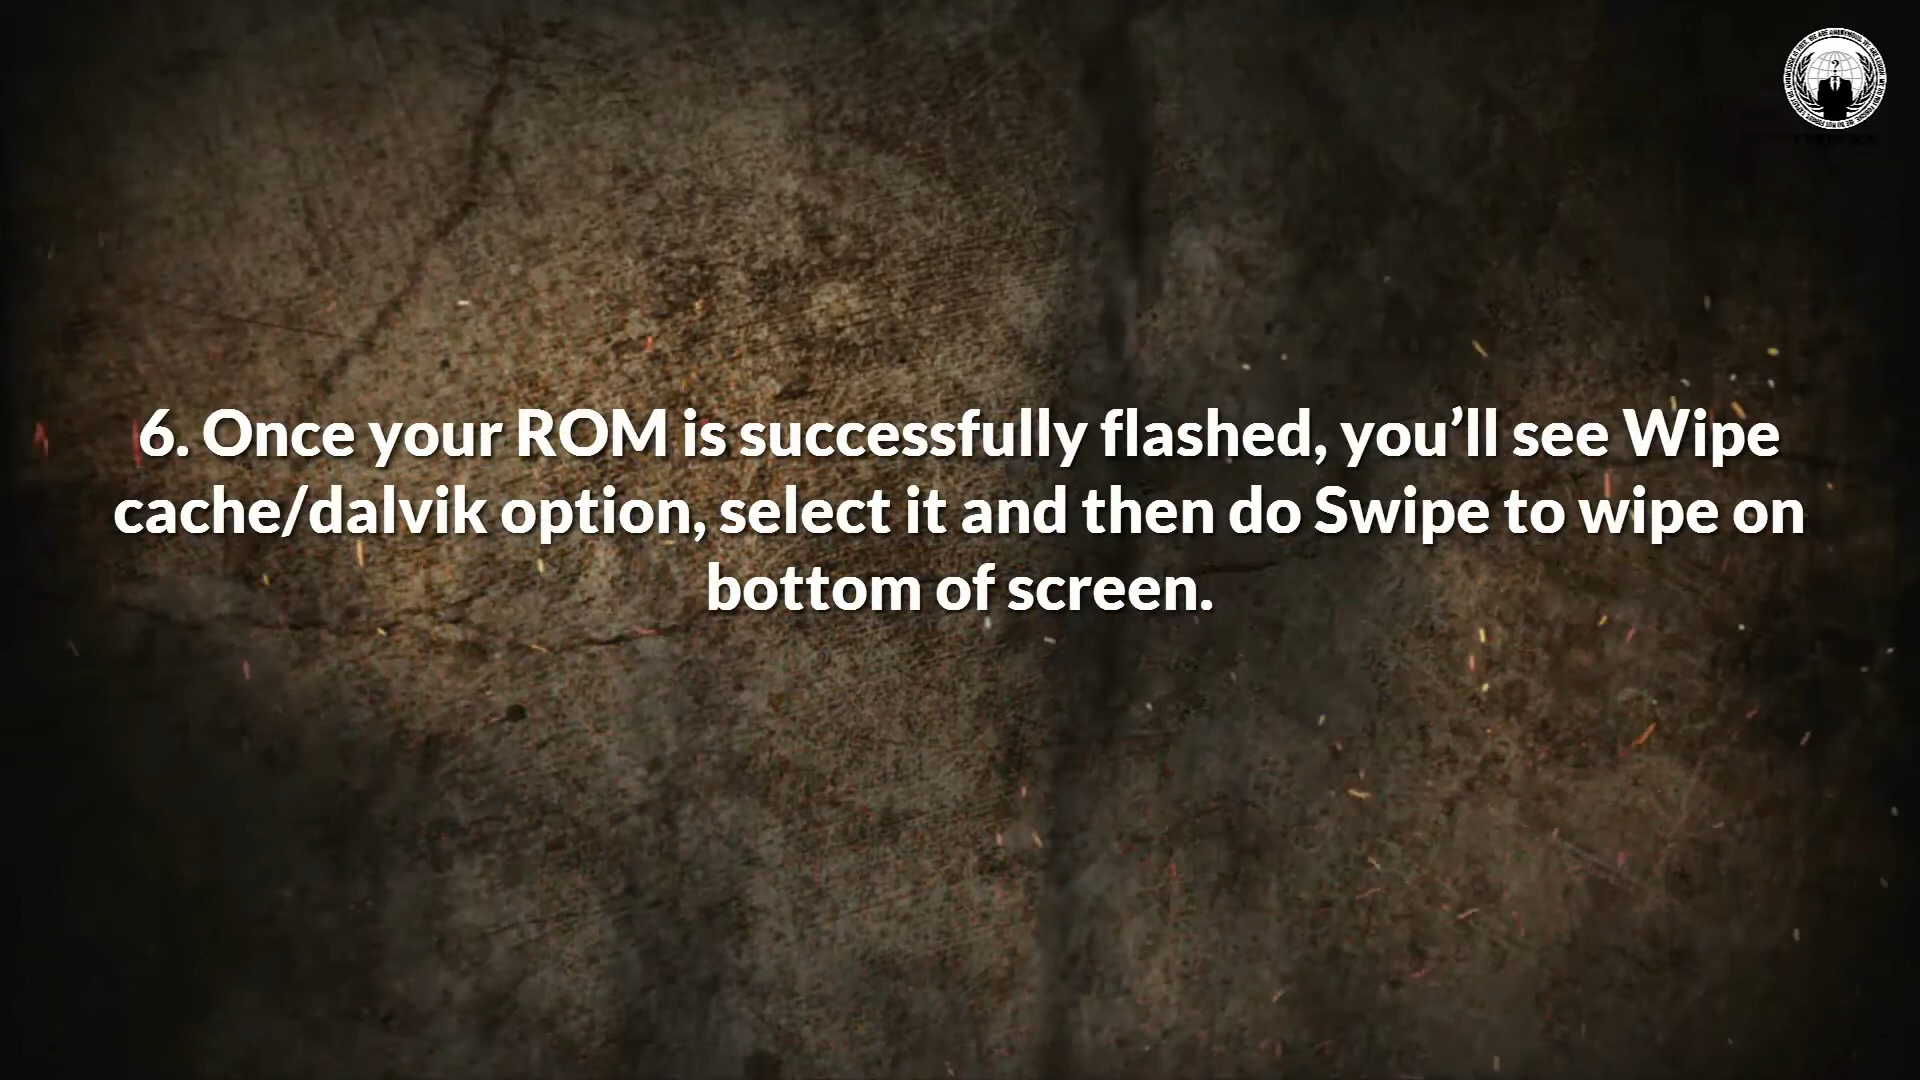 6. Once your ROM is successfully flashed, you’ll see Wipe
cache/dalvik option, select it and then do Swipe to wipe on
bottom of screen.